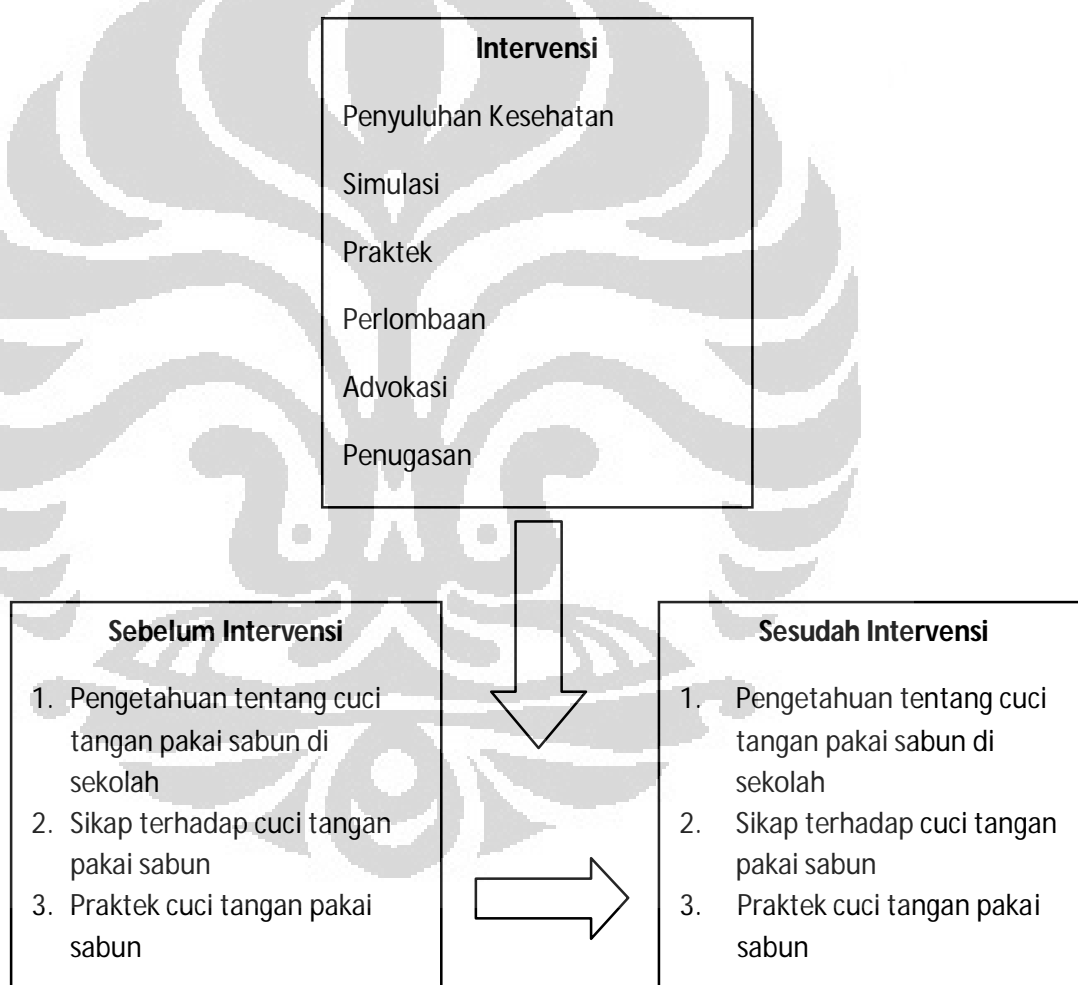 Intervensi
Penyuluhan Kesehatan
Simulasi
Praktek
Perlombaan
Advokasi
Penugasan
Sebelum Intervensi
1. Pengetahuan tentang cuci
tangan pakai sabun di
sekolah
2. Sikap terhadap cuci tangan
pakai sabun
3. Praktek cuci tangan pakai
sabun
Sesudah Intervensi
1. Pengetahuan tentang cuci
tangan pakai sabun di
sekolah
2. Sikap terhadap cuci tangan
pakai sabun
3. Praktek cuci tangan pakai
sabun